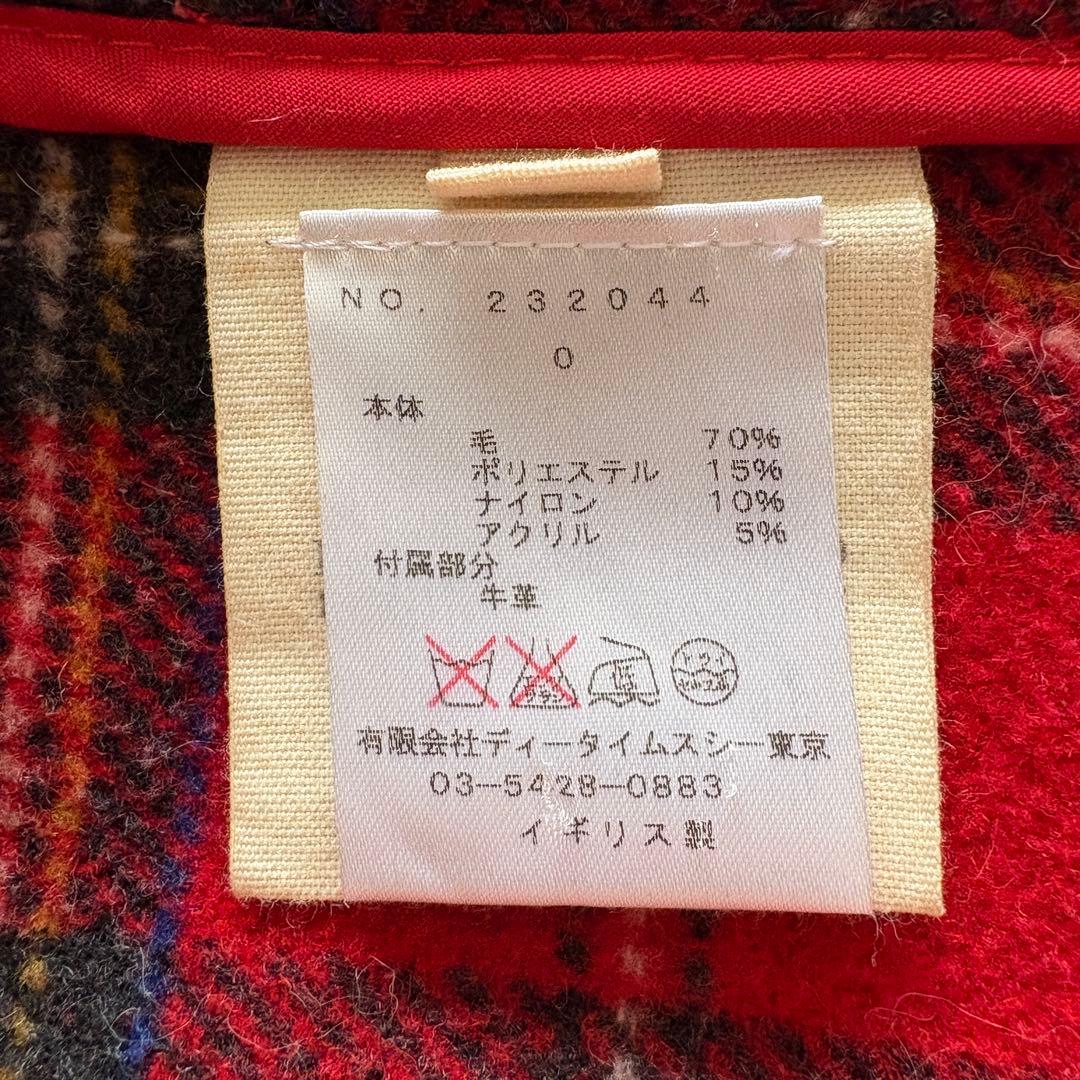 NO. 232044
0
本体
毛 70%
ポリエステル 15%
ナイロン 10%
アクリル 5%
付属部分
牛革
有限会社ディータイムスシー東京
03-5428-0883
イギリス製